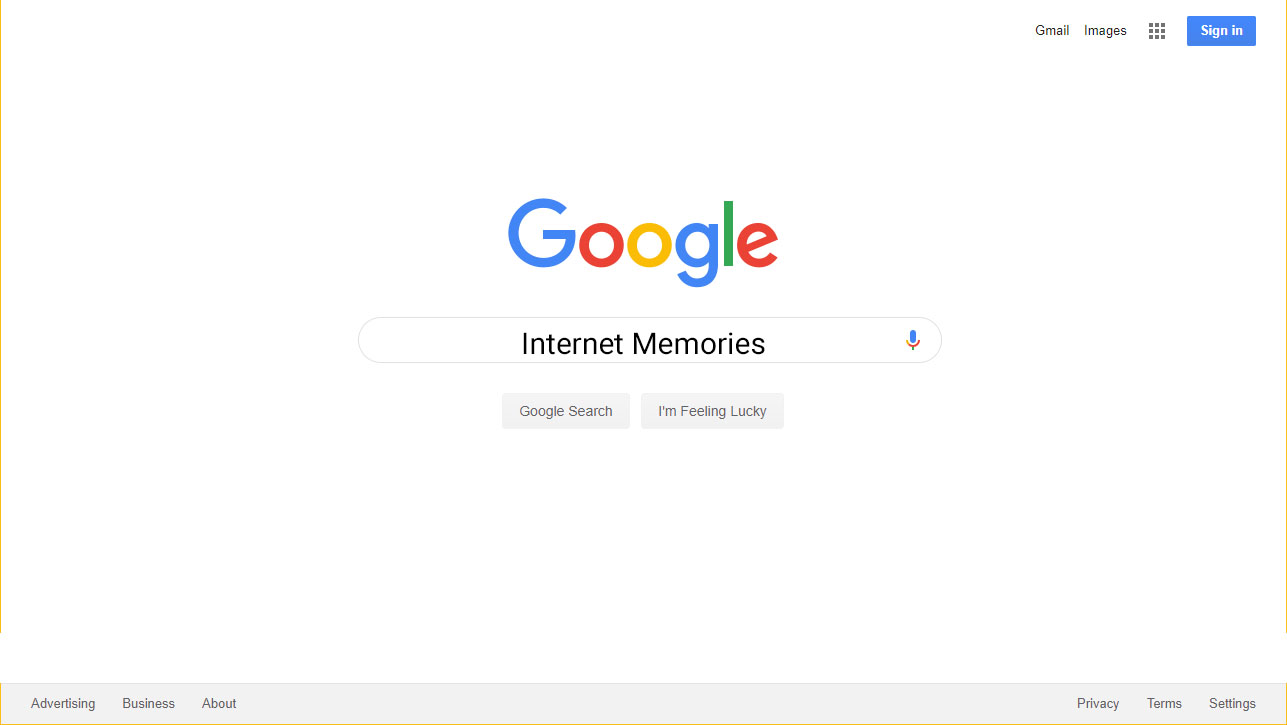 Gmail Images Sign in
Google
Internet Memories
Google Search I'm Feeling Lucky
Advertising Business About Privacy Terms Settings